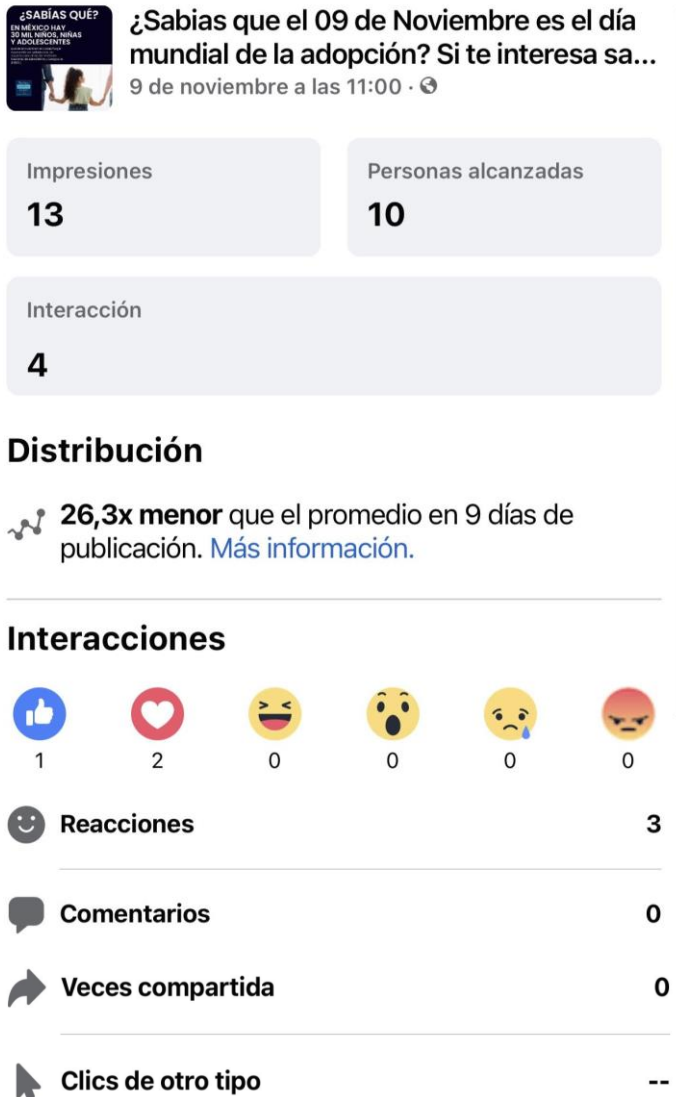 ¿SABÍAS QUÉ?
EN MÉXICO HAY
30 MIL NIÑOS, NIÑAS
Y ADOLESCENTES
¿Sabias que el 09 de Noviembre es el día
mundial de la adopción? Si te interesa sa...
9 de noviembre a las 11:00 ·
Impresiones
13
Personas alcanzadas
10
Interacción
4
Distribución
26,3x menor que el promedio en 9 días de
publicación. Más información.
Interacciones
1 2 0 0 0 0
Reacciones 3
Comentarios 0
Veces compartida 0
Clics de otro tipo --